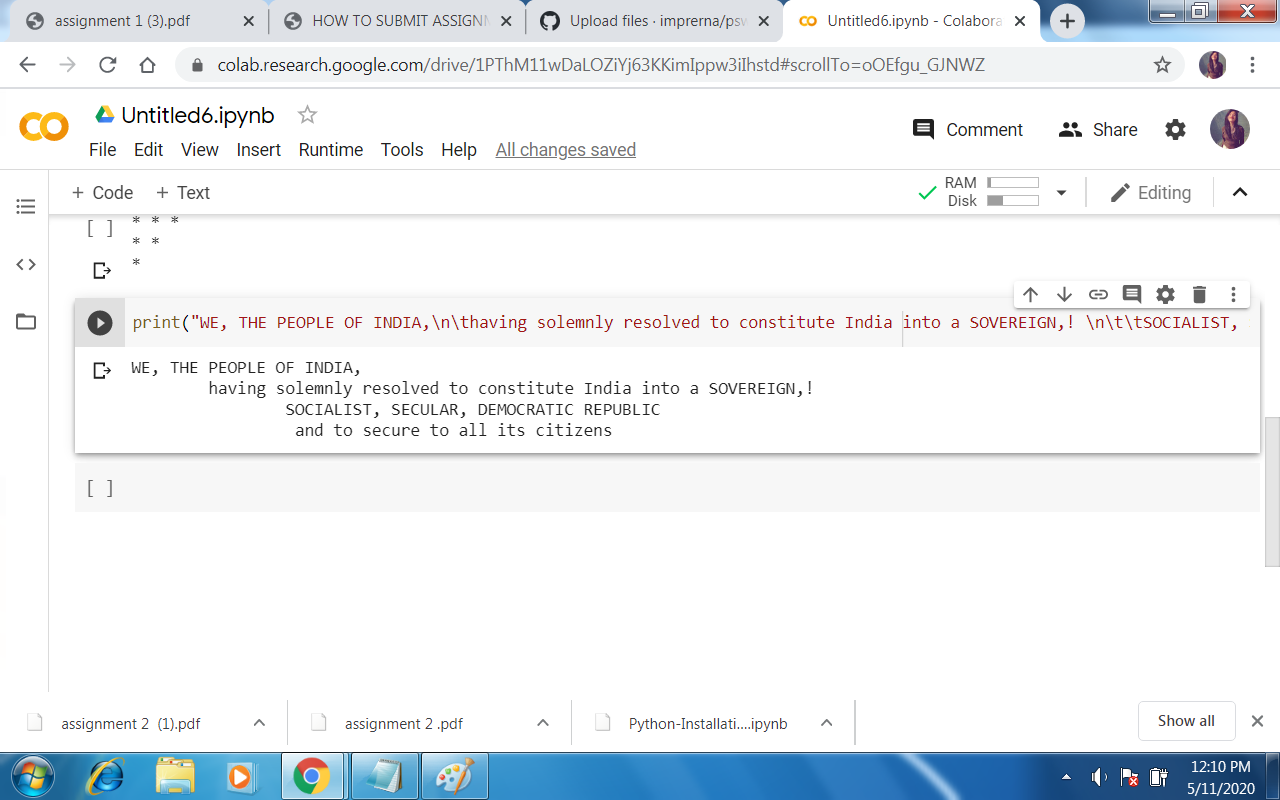 assignment 1 (3).pdf
HOW TO SUBMIT ASSIGNM
Upload files · imprerna/psw
Untitled6.ipynb - Colabora
colab.research.google.com/drive/1PThM11wDaLOZiYj63KKimIppw3iIhstd#scrollTo=oOEfgu_GJNWZ
CO
Untitled6.ipynb
Comment
Share
File Edit View Insert Runtime Tools Help All changes saved
+ Code + Text
RAM
Disk
Editing
[ ] * * *
* *
*
print("WE, THE PEOPLE OF INDIA,\n\thaving solemnly resolved to constitute India into a SOVEREIGN,! \n\t\tSOCIALIST,
WE, THE PEOPLE OF INDIA,
having solemnly resolved to constitute India into a SOVEREIGN,!
SOCIALIST, SECULAR, DEMOCRATIC REPUBLIC
and to secure to all its citizens
[ ]
assignment 2 (1).pdf
assignment 2 .pdf
Python-Installati....ipynb
Show all
12:10 PM
5/11/2020